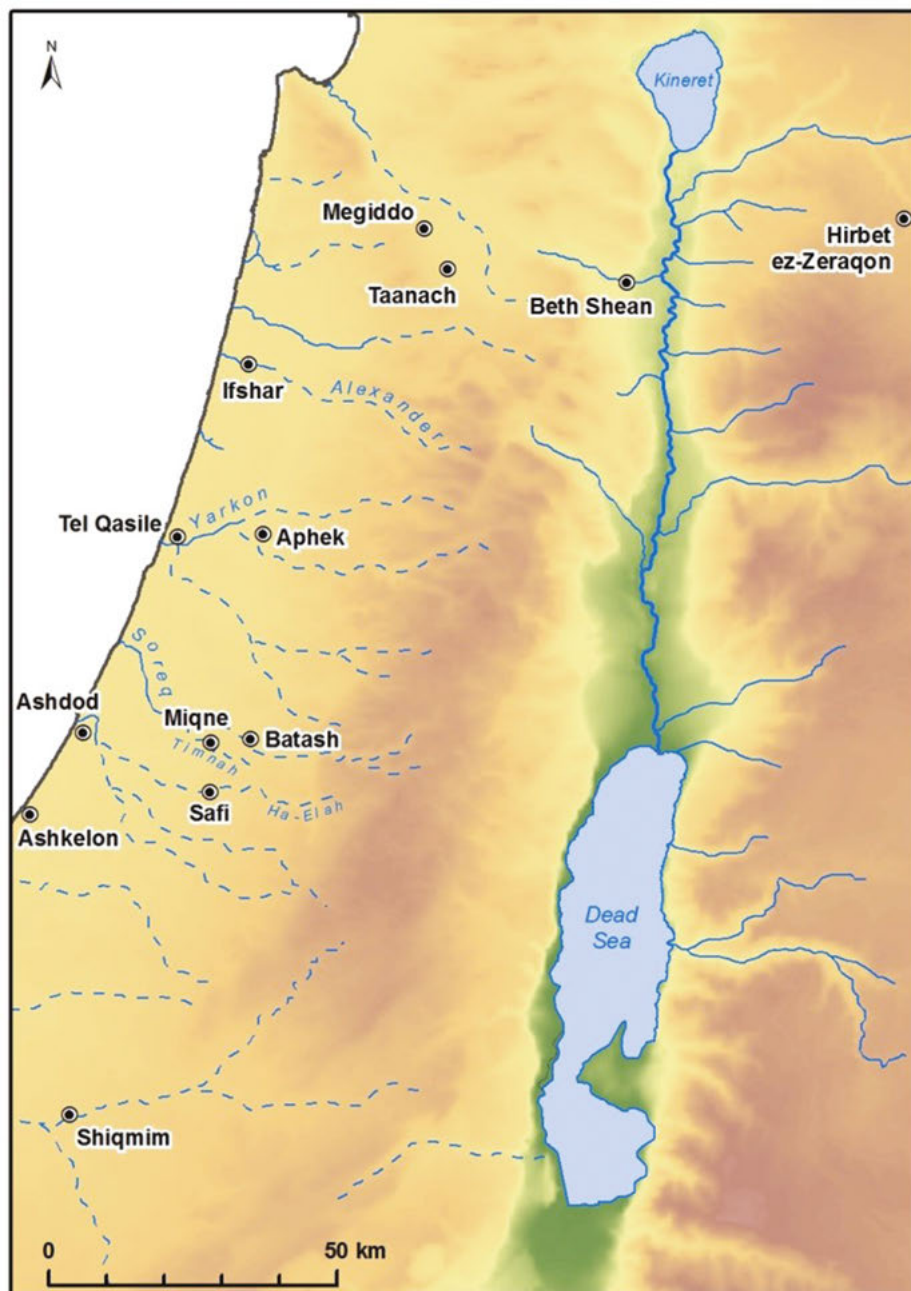 N
Kineret
Megiddo
Hirbet
ez-Zeraqon
Taanach
Beth Shean
Ifshar
Alexander
Yarkon
Tel Qasile
Aphek
Soreq
Ashdod
Miqne
Batash
Timnah
Safi
Ha-Elah
Ashkelon
Dead
Sea
Shiqmim
0
50 km